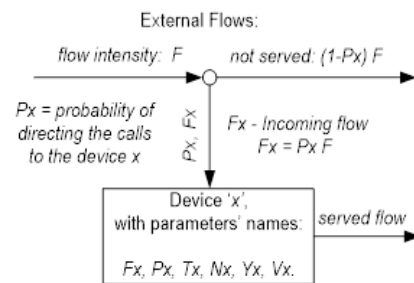 External Flows:
flow intensity: F
not served: (1-Px) F
Px = probability of
directing the calls
to the device x
Px, Fx
Fx - Incoming flow
Fx = Px F
Device 'x',
with parameters' names:
Fx, Px, Tx, Nx, Yx, Vx.
served flow